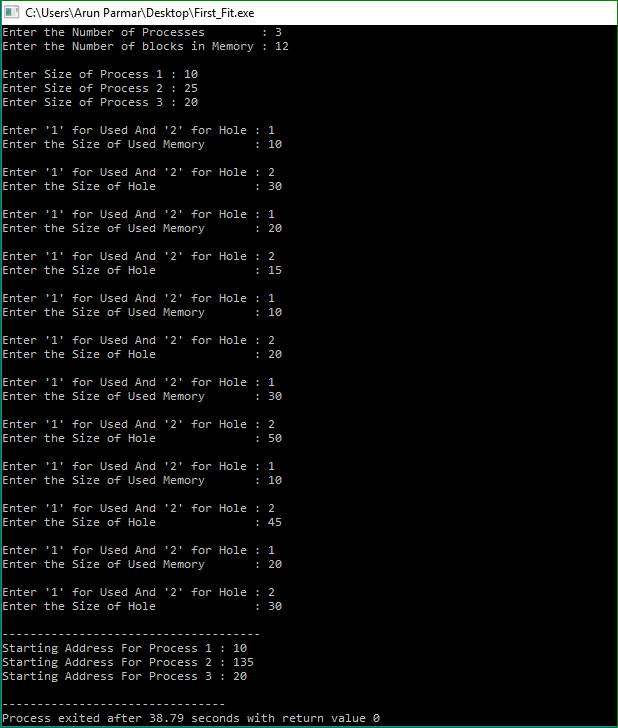 C:\Users\Arun Parmar\Desktop\First_Fit.exe
Enter the Number of Processes        : 3
Enter the Number of blocks in Memory : 12
Enter Size of Process 1 : 10
Enter Size of Process 2 : 25
Enter Size of Process 3 : 20
Enter '1' for Used And '2' for Hole : 1
Enter the Size of Used Memory       : 10
Enter '1' for Used And '2' for Hole : 2
Enter the Size of Hole              : 30
Enter '1' for Used And '2' for Hole : 1
Enter the Size of Used Memory       : 20
Enter '1' for Used And '2' for Hole : 2
Enter the Size of Hole              : 15
Enter '1' for Used And '2' for Hole : 1
Enter the Size of Used Memory       : 10
Enter '1' for Used And '2' for Hole : 2
Enter the Size of Hole              : 20
Enter '1' for Used And '2' for Hole : 1
Enter the Size of Used Memory       : 30
Enter '1' for Used And '2' for Hole : 2
Enter the Size of Hole              : 50
Enter '1' for Used And '2' for Hole : 1
Enter the Size of Used Memory       : 10
Enter '1' for Used And '2' for Hole : 2
Enter the Size of Hole              : 45
Enter '1' for Used And '2' for Hole : 1
Enter the Size of Used Memory       : 20
Enter '1' for Used And '2' for Hole : 2
Enter the Size of Hole              : 30
-------------------------------------
Starting Address For Process 1 : 10
Starting Address For Process 2 : 135
Starting Address For Process 3 : 20
--------------------------------
Process exited after 38.79 seconds with return value 0